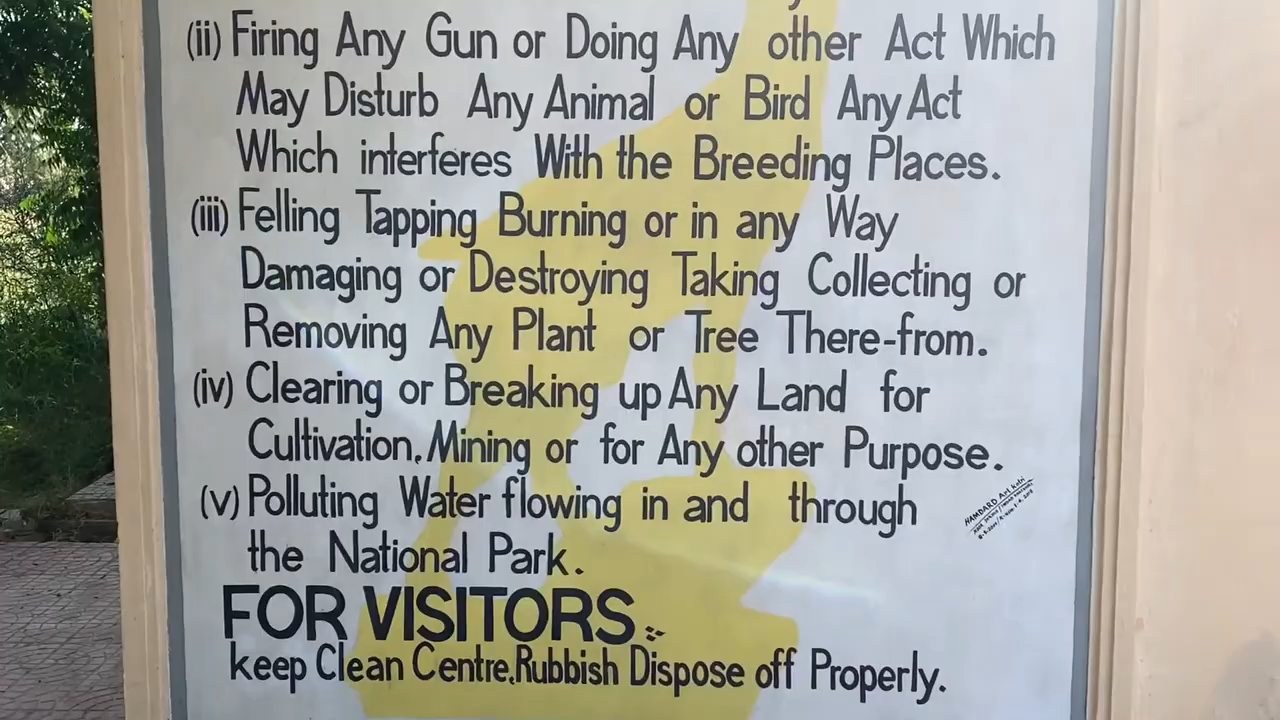 (ii) Firing Any Gun or Doing Any other Act Which
May Disturb Any Animal or Bird Any Act
Which interferes With the Breeding Places.
(iii) Felling Tapping Burning or in any Way
Damaging or Destroying Taking Collecting or
Removing Any Plant or Tree There-from.
(iv) Clearing or Breaking up Any Land for
Cultivation, Mining or for Any other Purpose.
(v) Polluting Water flowing in and through
the National Park.
HAMDARD Art
FOR VISITORS :-
keep Clean Centre, Rubbish Dispose off Properly.